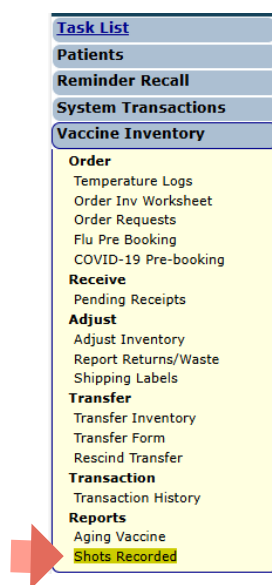 Task List
Patients
Reminder Recall
System Transactions
Vaccine Inventory
Order
Temperature Logs
Order Inv Worksheet
Order Requests
Flu Pre Booking
COVID-19 Pre-booking
Receive
Pending Receipts
Adjust
Adjust Inventory
Report Returns/Waste
Shipping Labels
Transfer
Transfer Inventory
Transfer Form
Rescind Transfer
Transaction
Transaction History
Reports
Aging Vaccine
Shots Recorded